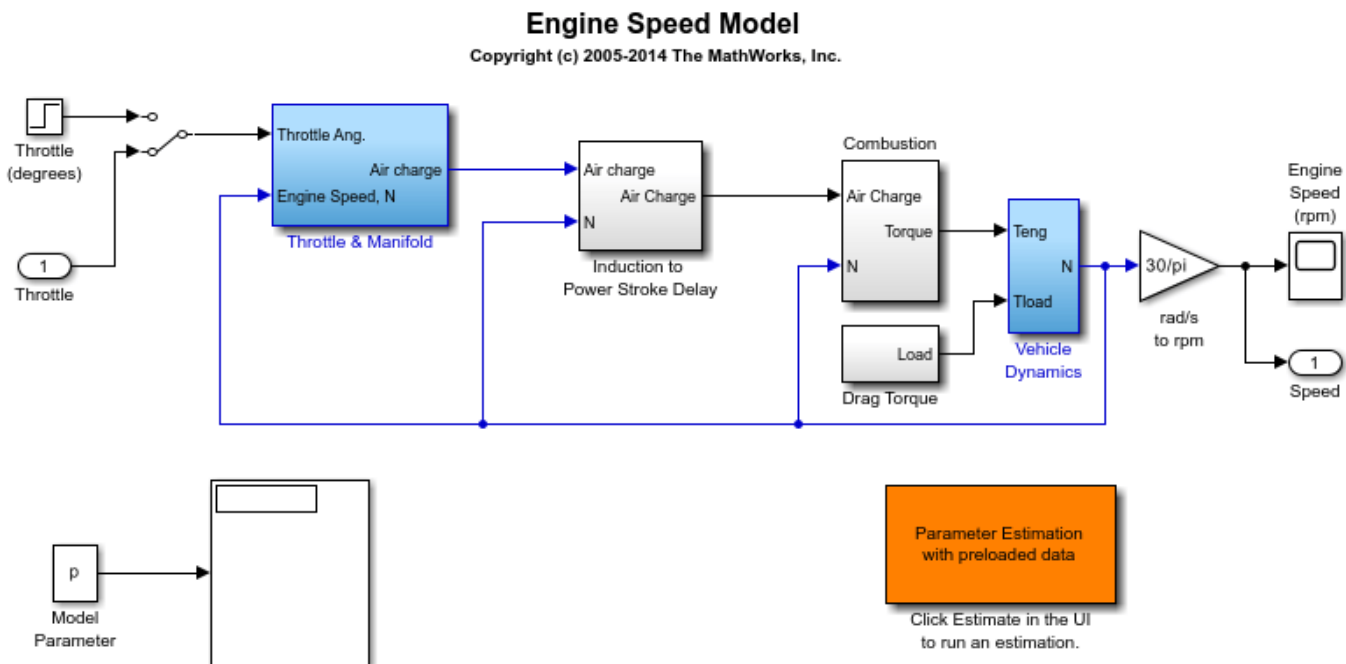 Engine Speed Model
Copyright (c) 2005-2014 The MathWorks, Inc.
Throttle
(degrees)
1
Throttle
Throttle Ang.
Air charge
Engine Speed, N
Throttle & Manifold
Air charge
Air Charge
N
Induction to
Power Stroke Delay
Combustion
Air Charge
Torque
N
Load
Drag Torque
Teng
N
Tload
Vehicle
Dynamics
30/pi
rad/s
to rpm
Engine
Speed
(rpm)
1
Speed
p
Model
Parameter
Parameter Estimation
with preloaded data
Click Estimate in the UI
to run an estimation.